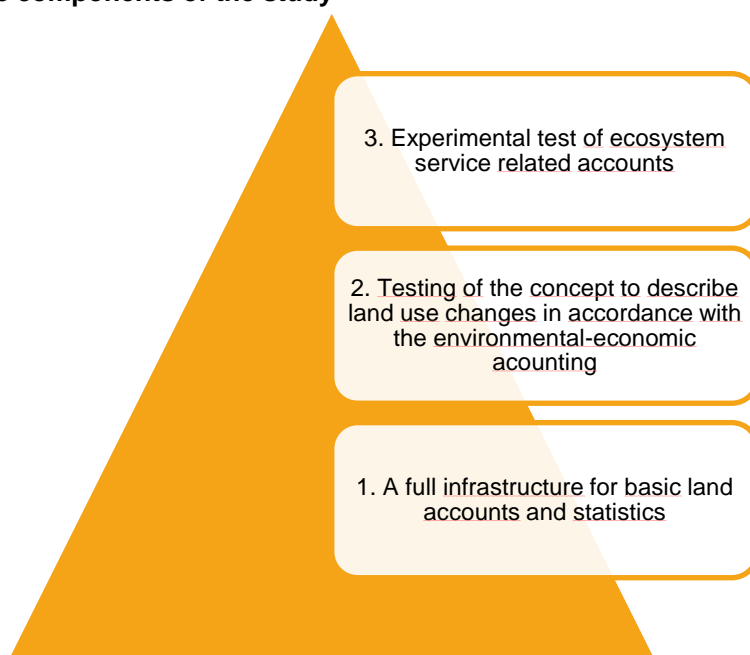 components of the study
3. Experimental test of ecosystem
service related accounts
2. Testing of the concept to describe
land use changes in accordance with
the environmental-economic
acounting
1. A full infrastructure for basic land
accounts and statistics